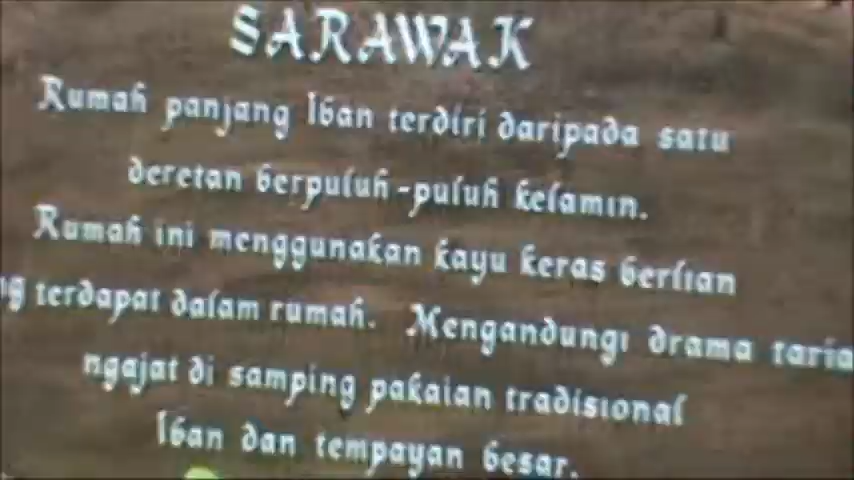 SARAWAK
Rumah panjang Iban terdiri daripada satu
deretan berpuluh-puluh kelamin.
Rumah ini menggunakan kayu keras berlian
terdapat dalam rumah. Mengandungi drama
ngajat di samping pakaian tradisional
Iban dan tempayan besar.